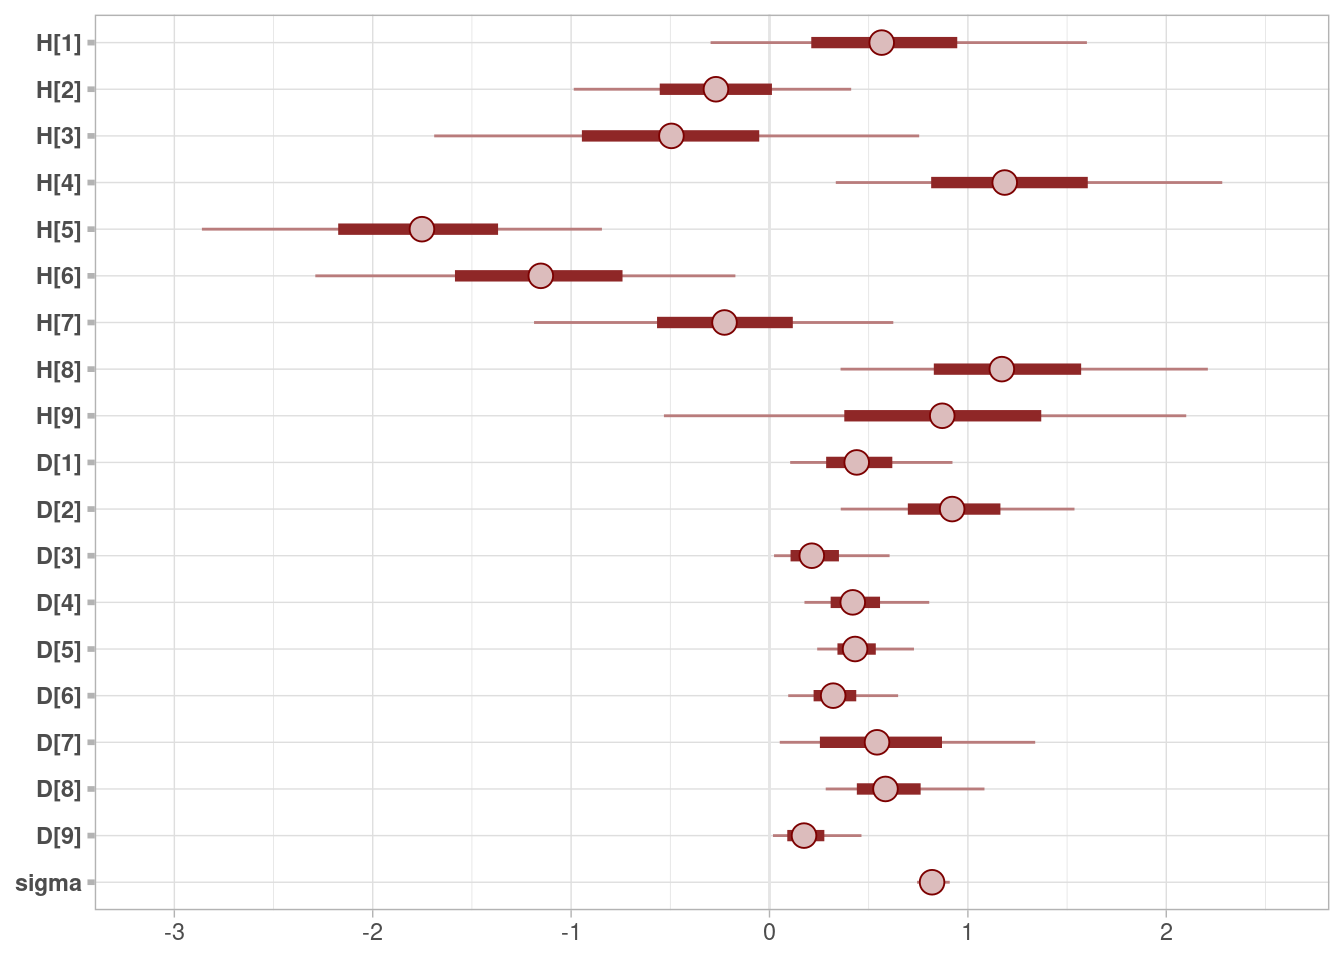 H[1]
H[2]
H[3]
H[4]
H[5]
H[6]
H[7]
H[8]
H[9]
D[1]
D[2]
D[3]
D[4]
D[5]
D[6]
D[7]
D[8]
D[9]
sigma
-3 -2 -1 0 1 2